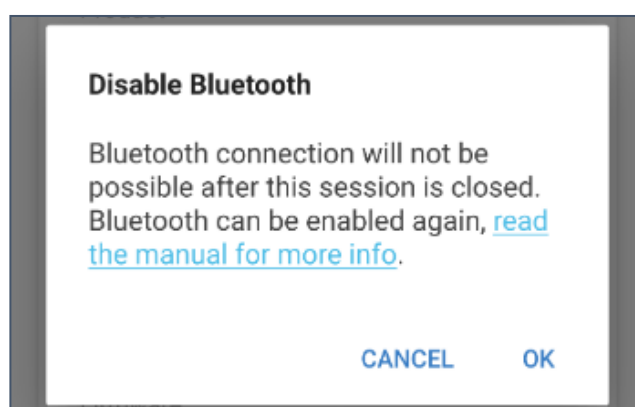 Disable Bluetooth
Bluetooth connection will not be
possible after this session is closed.
Bluetooth can be enabled again, read
the manual for more info.
CANCEL OK